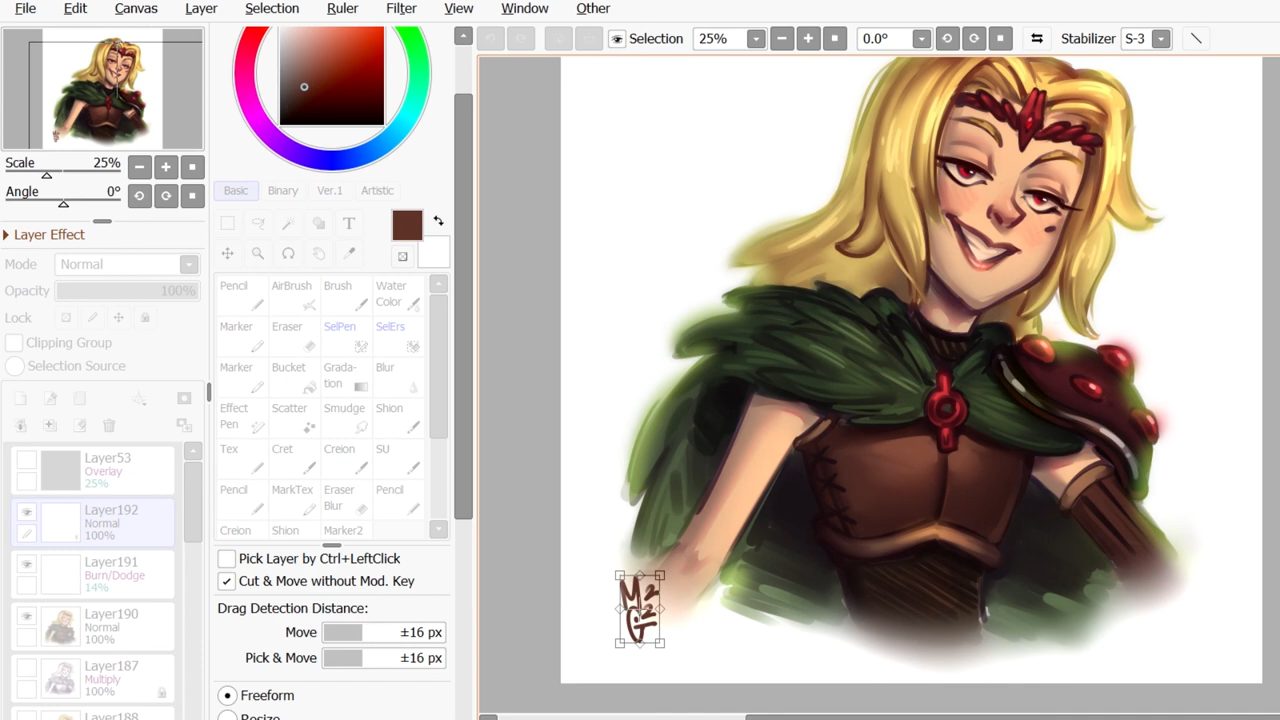 File Edit Canvas Layer Selection Ruler Filter View Window Other
Selection 25% 0.0° Stabilizer S-3
Scale 25%
Angle 0°
Layer Effect
Mode Normal
Opacity 100%
Lock
Clipping Group
Selection Source
Layer53
Overlay
25%
Layer192
Normal
100%
Layer191
Burn/Dodge
14%
Layer190
Normal
100%
Layer187
Multiply
100%
Layer188
Basic Binary Ver.1 Artistic
T
Pencil AirBrush Brush Water Color
Marker Eraser SelPen SelErs
Marker Bucket Grada-tion Blur
Effect Pen Scatter Smudge Shion
Tex Cret Creion SU
Pencil MarkTex Eraser Blur Pencil
Creion Shion Marker2
Pick Layer by Ctrl+LeftClick
Cut & Move without Mod. Key
Drag Detection Distance:
Move ±16 px
Pick & Move ±16 px
Freeform
Resize